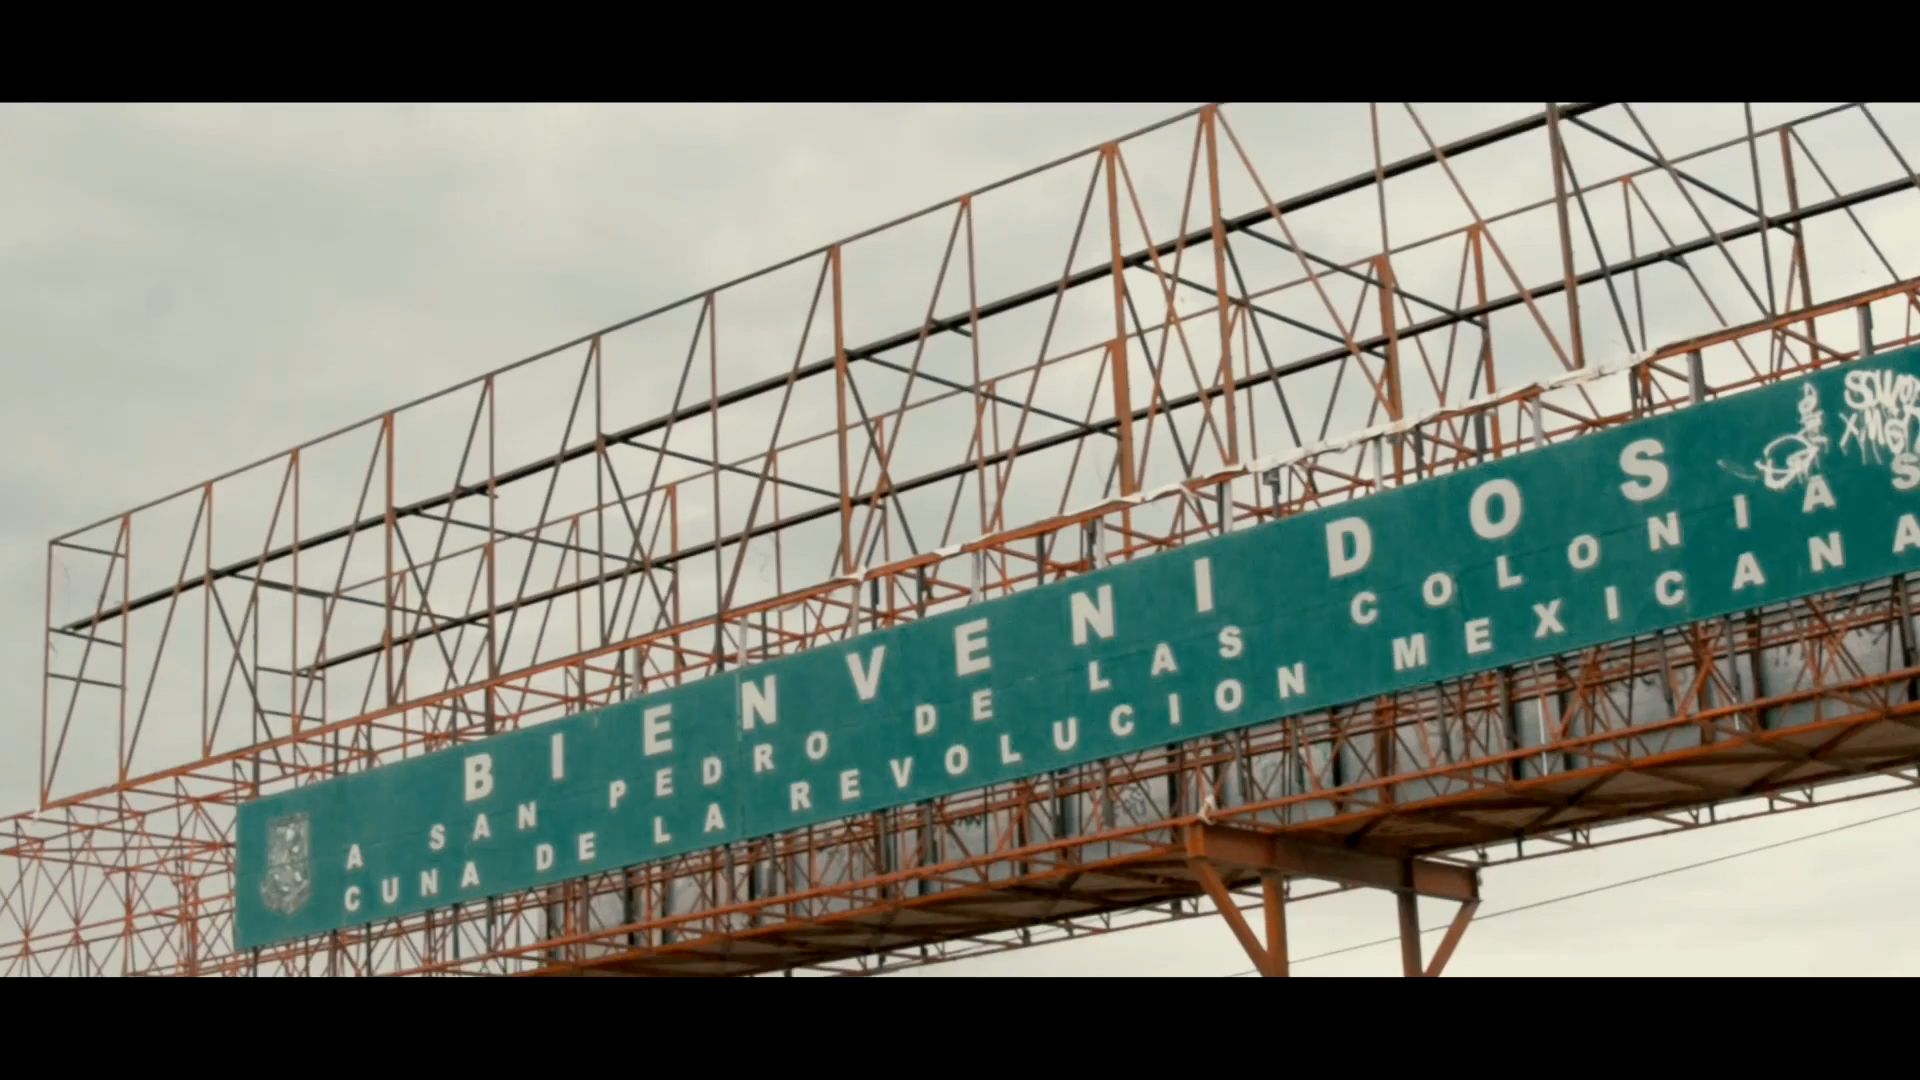 BIENVENIDOS
A SAN PEDRO DE LAS COLONIAS
CUNA DE LA REVOLUCION MEXICANA